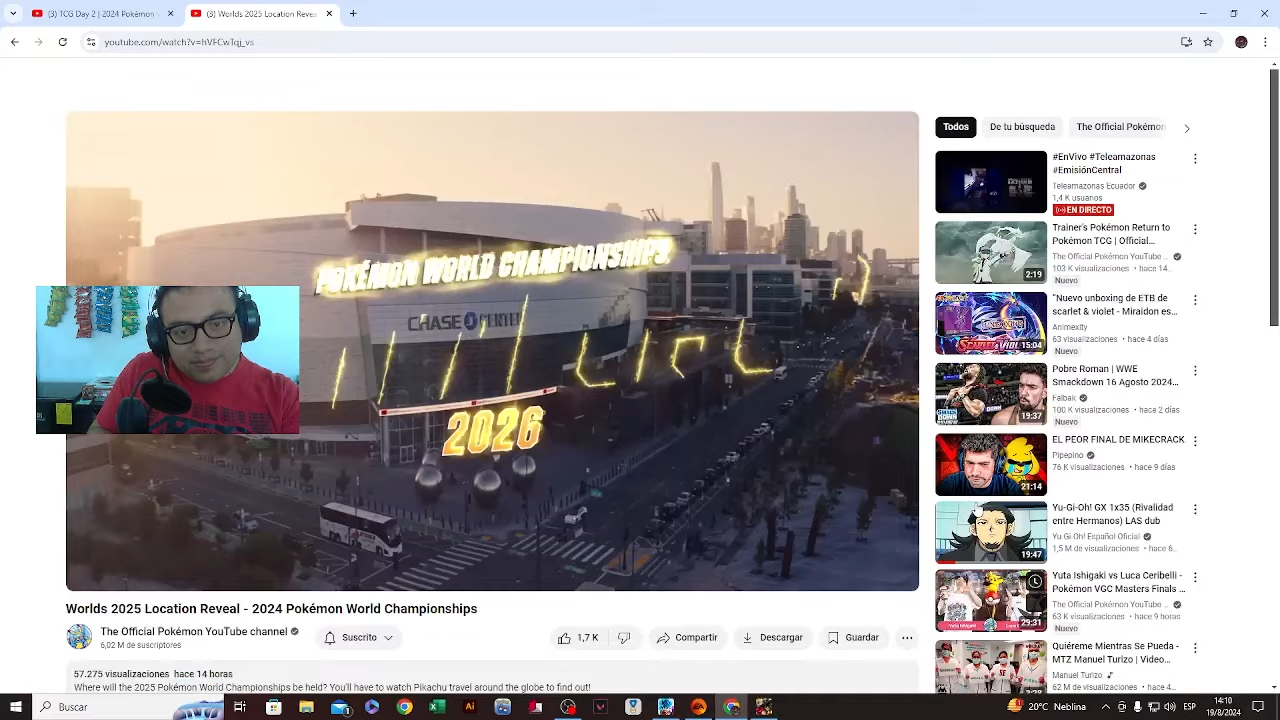 (3) TCG Day 2 | 2024 Pokémon
(3) Worlds 2025 Location Reve
youtube.com/watch?v=hVFCwTqj_vs
POKÉMON WORLD CHAMPIONSHIPS
CHASE CENTER
2026
Todos
De tu búsqueda
The Official Pokémon
#EnVivo #Teleamazonas
#EmisiónCentral
Teleamazonas Ecuador
1,4 K usuarios
EN DIRECTO
Trainer's Pokémon Return to
Pokémon TCG | Official...
The Official Pokémon YouTube ...
103 K visualizaciones • hace 14...
Nuevo
2:19
"Nuevo unboxing de ETB de
scarlet & violet - Miraidon es...
Animexity
63 visualizaciones • hace 4 días
Nuevo
15:04
Pobre Roman | WWE
Smackdown 16 Agosto 2024...
Falbak
100 K visualizaciones • hace 2 días
Nuevo
19:37
EL PEOR FINAL DE MIKECRACK
Pipepino
76 K visualizaciones • hace 9 días
21:14
Yu-Gi-Oh! GX 1x35 (Rivalidad
entre Hermanos) LAS dub
Yu-Gi-Oh! Español Oficial
1,5 M de visualizaciones • hace 6...
19:47
Yuta Ishigaki vs Luca Ceribelli -
Pokémon VGC Masters Finals ...
The Official Pokémon YouTube ...
63 K visualizaciones • hace 9 horas
Nuevo
29:31
Quiéreme Mientras Se Pueda -
MTZ Manuel Turizo | Video...
Manuel Turizo
62 M de visualizaciones • hace 4...
Worlds 2025 Location Reveal - 2024 Pokémon World Championships
The Official Pokémon YouTube channel
6,02 M de suscriptores
Suscrito
Compartir
Descargar
Guardar
57.275 visualizaciones hace 14 horas
Where will the 2025 Pokémon World Championships be held? You'll have to watch Pikachu travel around the globe to find out!
Buscar
20°C Nublado
14:10
19/8/2024